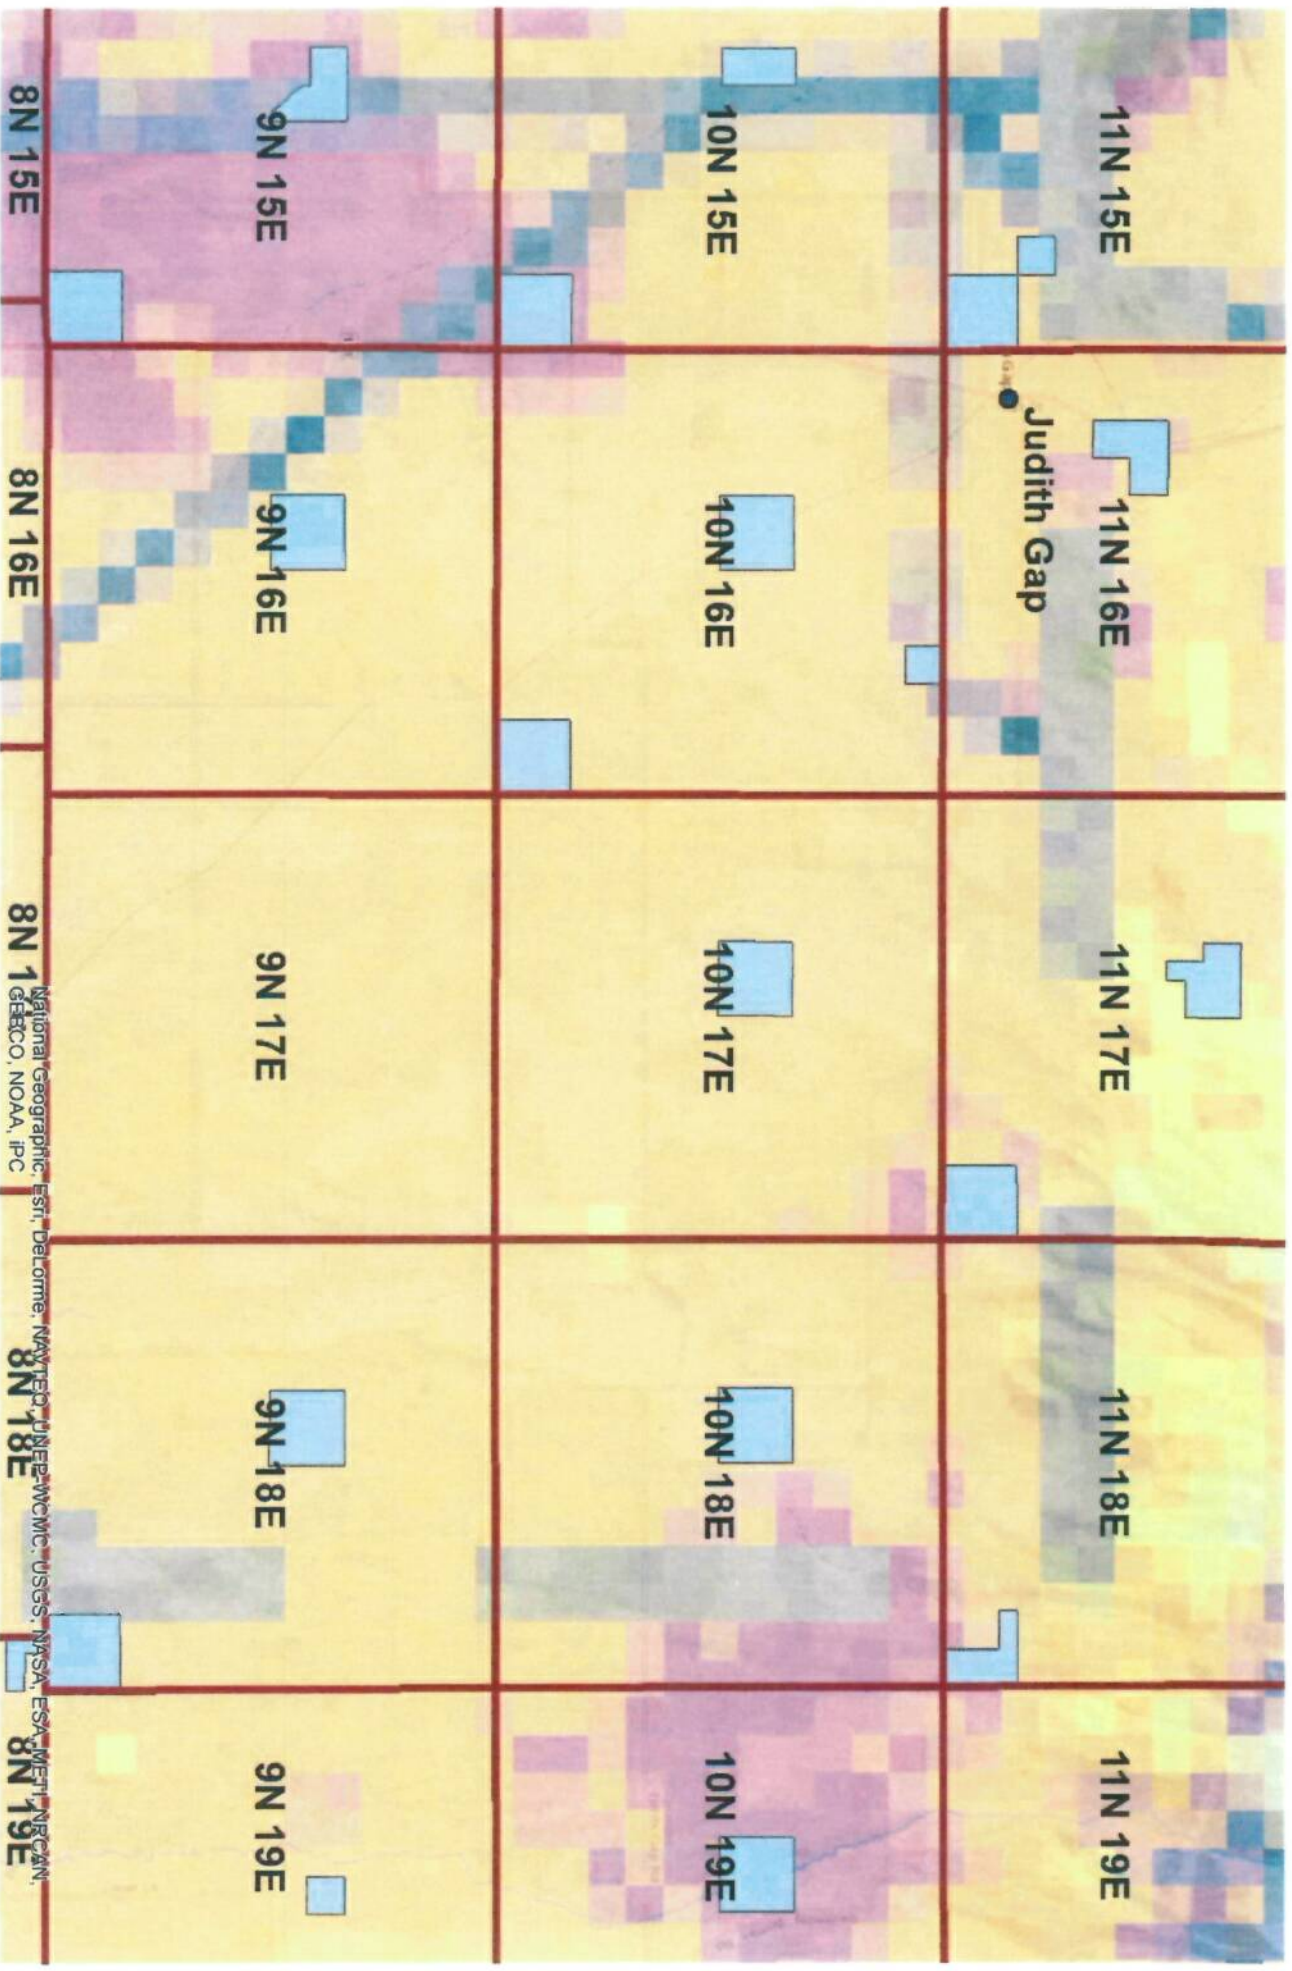 11N 15E
11N 16E
11N 17E
11N 18E
11N 19E
Judith Gap
10N 15E
10N 16E
10N 17E
10N 18E
10N 19E
9N 15E
9N 16E
9N 17E
9N 18E
9N 19E
8N 15E
8N 16E
8N 17E
8N 18E
8N 19E
National Geographic, Esri, DeLorme, NAVTEQ, UNEP-WCMC, USGS, NASA, ESA, METI, NRCAN,
GEBCO, NOAA, iPC